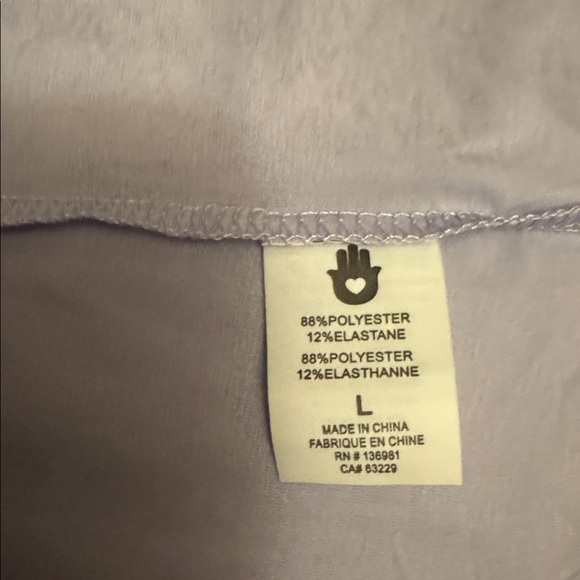 88%POLYESTER
12%ELASTANE
88%POLYESTER
12%ELASTHANNE
L
MADE IN CHINA
FABRIQUE EN CHINE
RN # 136981
CA# 63229